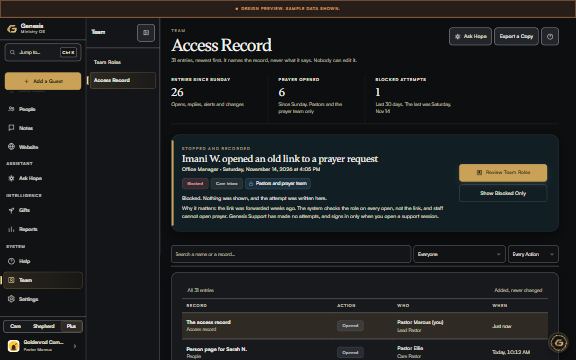 DESIGN PREVIEW. SAMPLE DATA SHOWN.
Genesis
Ministry OS
Jump to...
Ctrl K
+ Add a Guest
People
Notes
Website
ASSISTANT
Ask Hope
INTELLIGENCE
Gifts
Reports
SYSTEM
Help
Team
Settings
Care
Shepherd
Plus
Goldenrod Com...
Pastor Marcus
Team
Team Roles
Access Record
TEAM
Access Record
31 entries, newest first. It names the record, never what it says. Nobody can edit it.
Ask Hope
Export a Copy
ENTRIES SINCE SUNDAY
26
Opens, replies, alerts and changes
PRAYER OPENED
6
Since Sunday. Pastors and the
prayer team only
BLOCKED ATTEMPTS
1
Last 30 days. The last was Saturday,
Nov 14
STOPPED AND RECORDED
Imani W. opened an old link to a prayer request
Office Manager · Saturday, November 14, 2026 at 4:05 PM
Blocked
Care inbox
Pastors and prayer team
Blocked. Nothing was shown, and the attempt was written here.
Why it matters: the link was forwarded weeks ago. The system checks the role on every open, not the link, and staff
cannot open prayer. Genesis Support has made no attempts, and signs in only when you open a support session.
Review Team Roles
Show Blocked Only
Search a name or a record...
Everyone
Every Action
All 31 entries
Added, never changed
RECORD
ACTION
WHO
WHEN
The access record
Access record
Opened
Pastor Marcus (you)
Lead Pastor
Just now
Person page for Sarah N.
People
Opened
Pastor Ellie
Care Pastor
Today, 10:12 AM